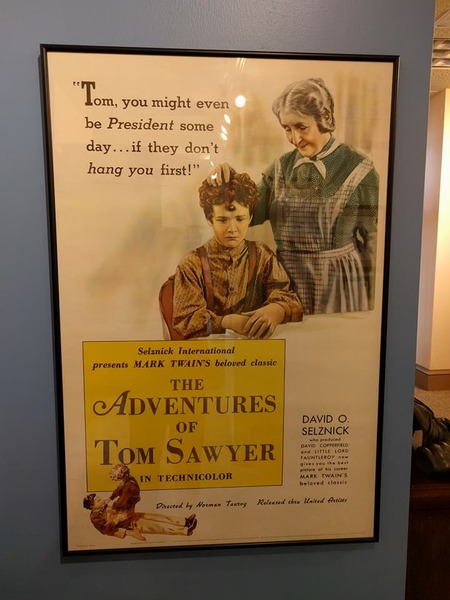 "Tom, you might even
be President some
day...if they don't
hang you first!"
Selznick International
presents MARK TWAIN'S beloved classic
THE
ADVENTURES
OF
TOM SAWYER
IN TECHNICOLOR
DAVID O.
SELZNICK
who produced
DAVID COPPERFIELD
and LITTLE LORD
FAUNTLEROY now
gives you the best
picture of his career
MARK TWAIN'S
beloved classic
Directed by Norman Taurog Released thru United Artists